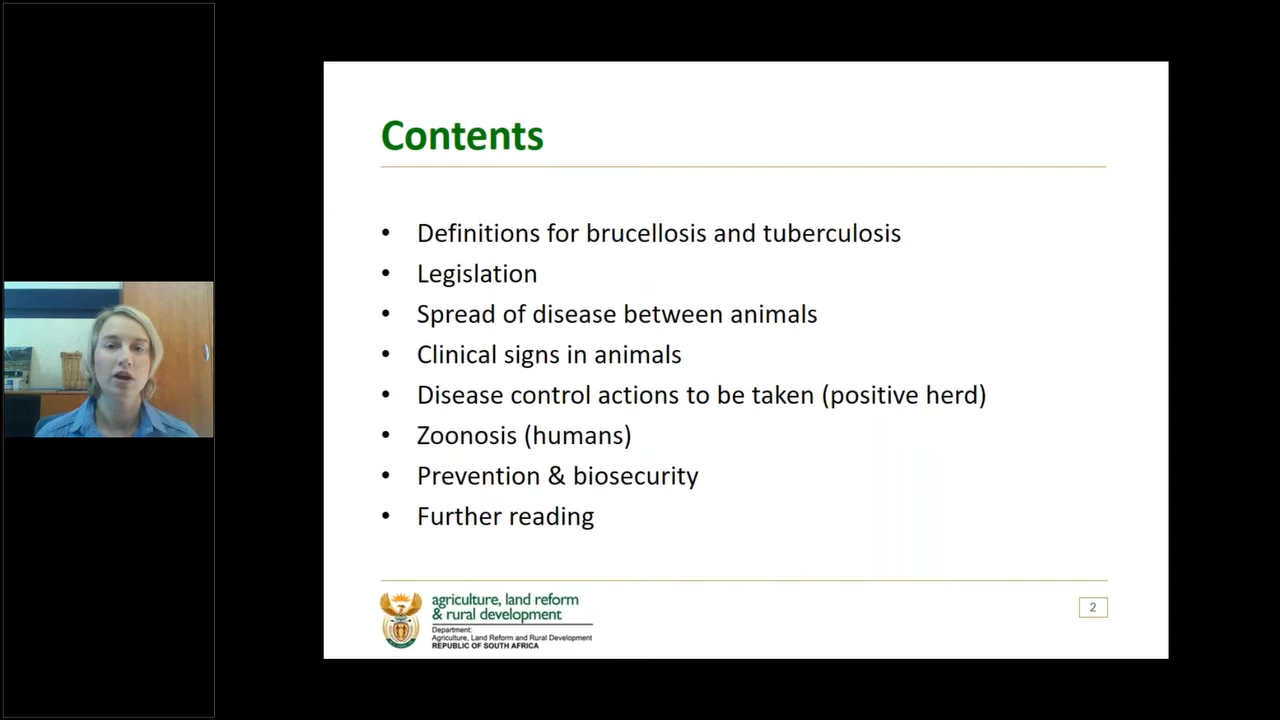 Contents
• Definitions for brucellosis and tuberculosis
• Legislation
• Spread of disease between animals
• Clinical signs in animals
• Disease control actions to be taken (positive herd)
• Zoonosis (humans)
• Prevention & biosecurity
• Further reading
agriculture, land reform
& rural development
Department:
Agriculture, Land Reform and Rural Development
REPUBLIC OF SOUTH AFRICA
2